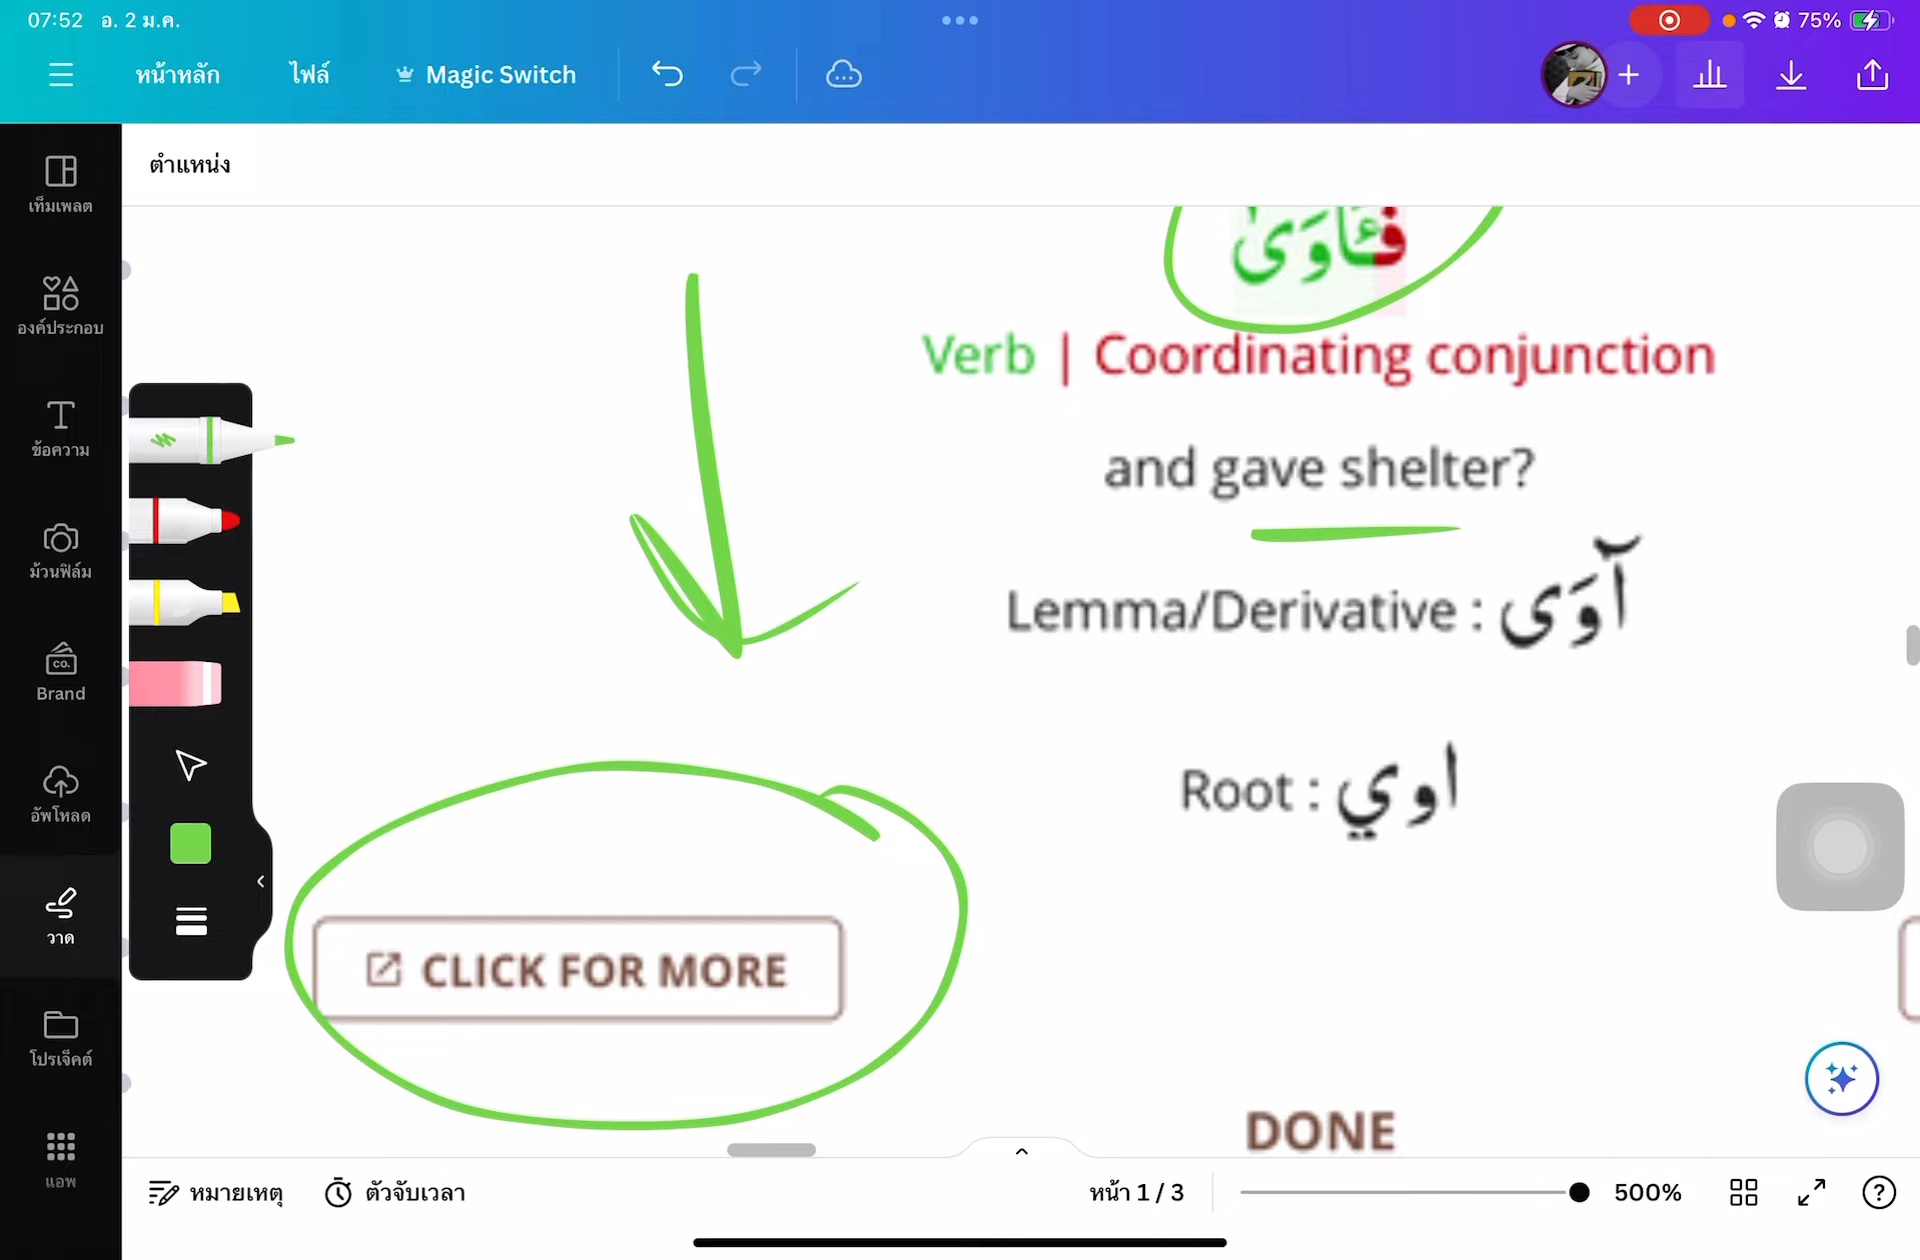 07:52 อ. 2 ม.ค.
75%
หน้าหลัก
ไฟล์
Magic Switch
ตำแหน่ง
เท็มเพลต
องค์ประกอบ
ข้อความ
ม้วนฟิล์ม
CO.
Brand
อัพโหลด
วาด
โปรเจ็คต์
แอพ
فَـَٔاوَىٰ
Verb | Coordinating conjunction
and gave shelter?
Lemma/Derivative : آوَى
Root : اوي
CLICK FOR MORE
DONE
หมายเหตุ
ตัวจับเวลา
หน้า 1 / 3
500%